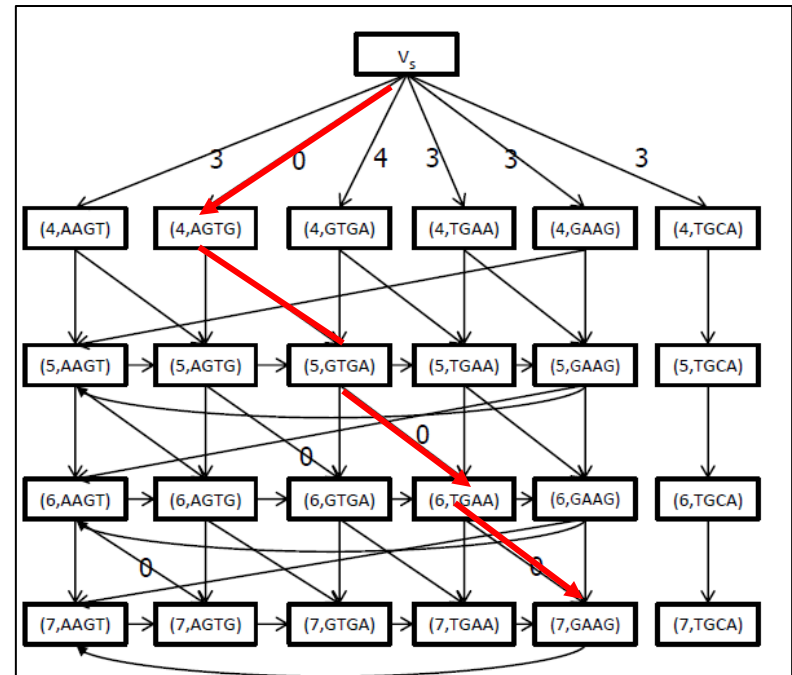 Vs
3 0 4 3 3 3
(4,AAGT) (4,AGTG) (4,GTGA) (4,TGAA) (4,GAAG) (4,TGCA)
(5,AAGT) (5,AGTG) (5,GTGA) (5,TGAA) (5,GAAG) (5,TGCA)
0
0
(6,AAGT) (6,AGTG) (6,GTGA) (6,TGAA) (6,GAAG) (6,TGCA)
0 0
(7,AAGT) (7,AGTG) (7,GTGA) (7,TGAA) (7,GAAG) (7,TGCA)